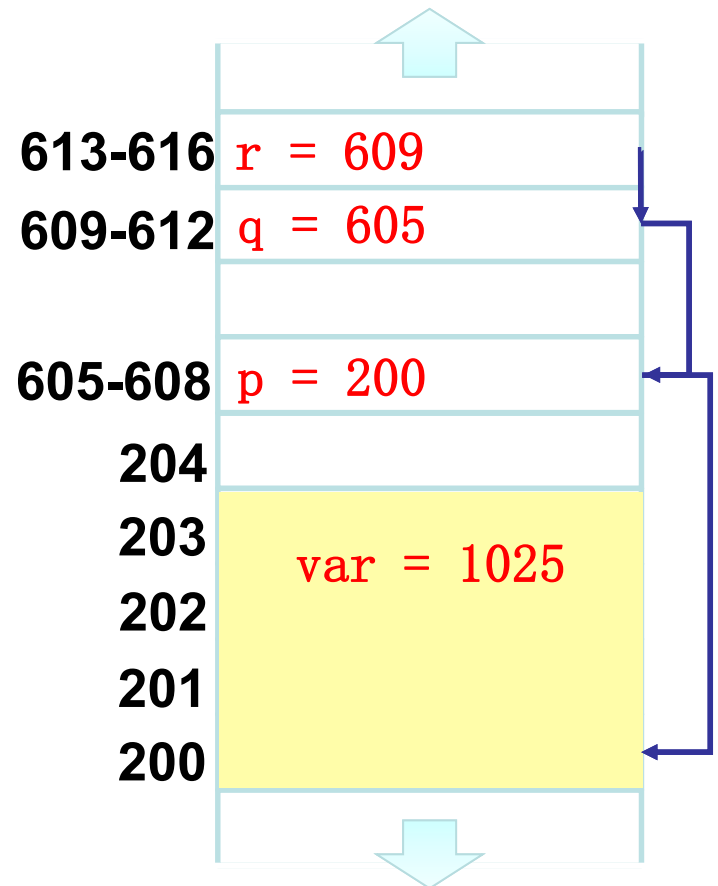 613-616 r = 609
609-612 q = 605
605-608 p = 200
204
203
var = 1025
202
201
200